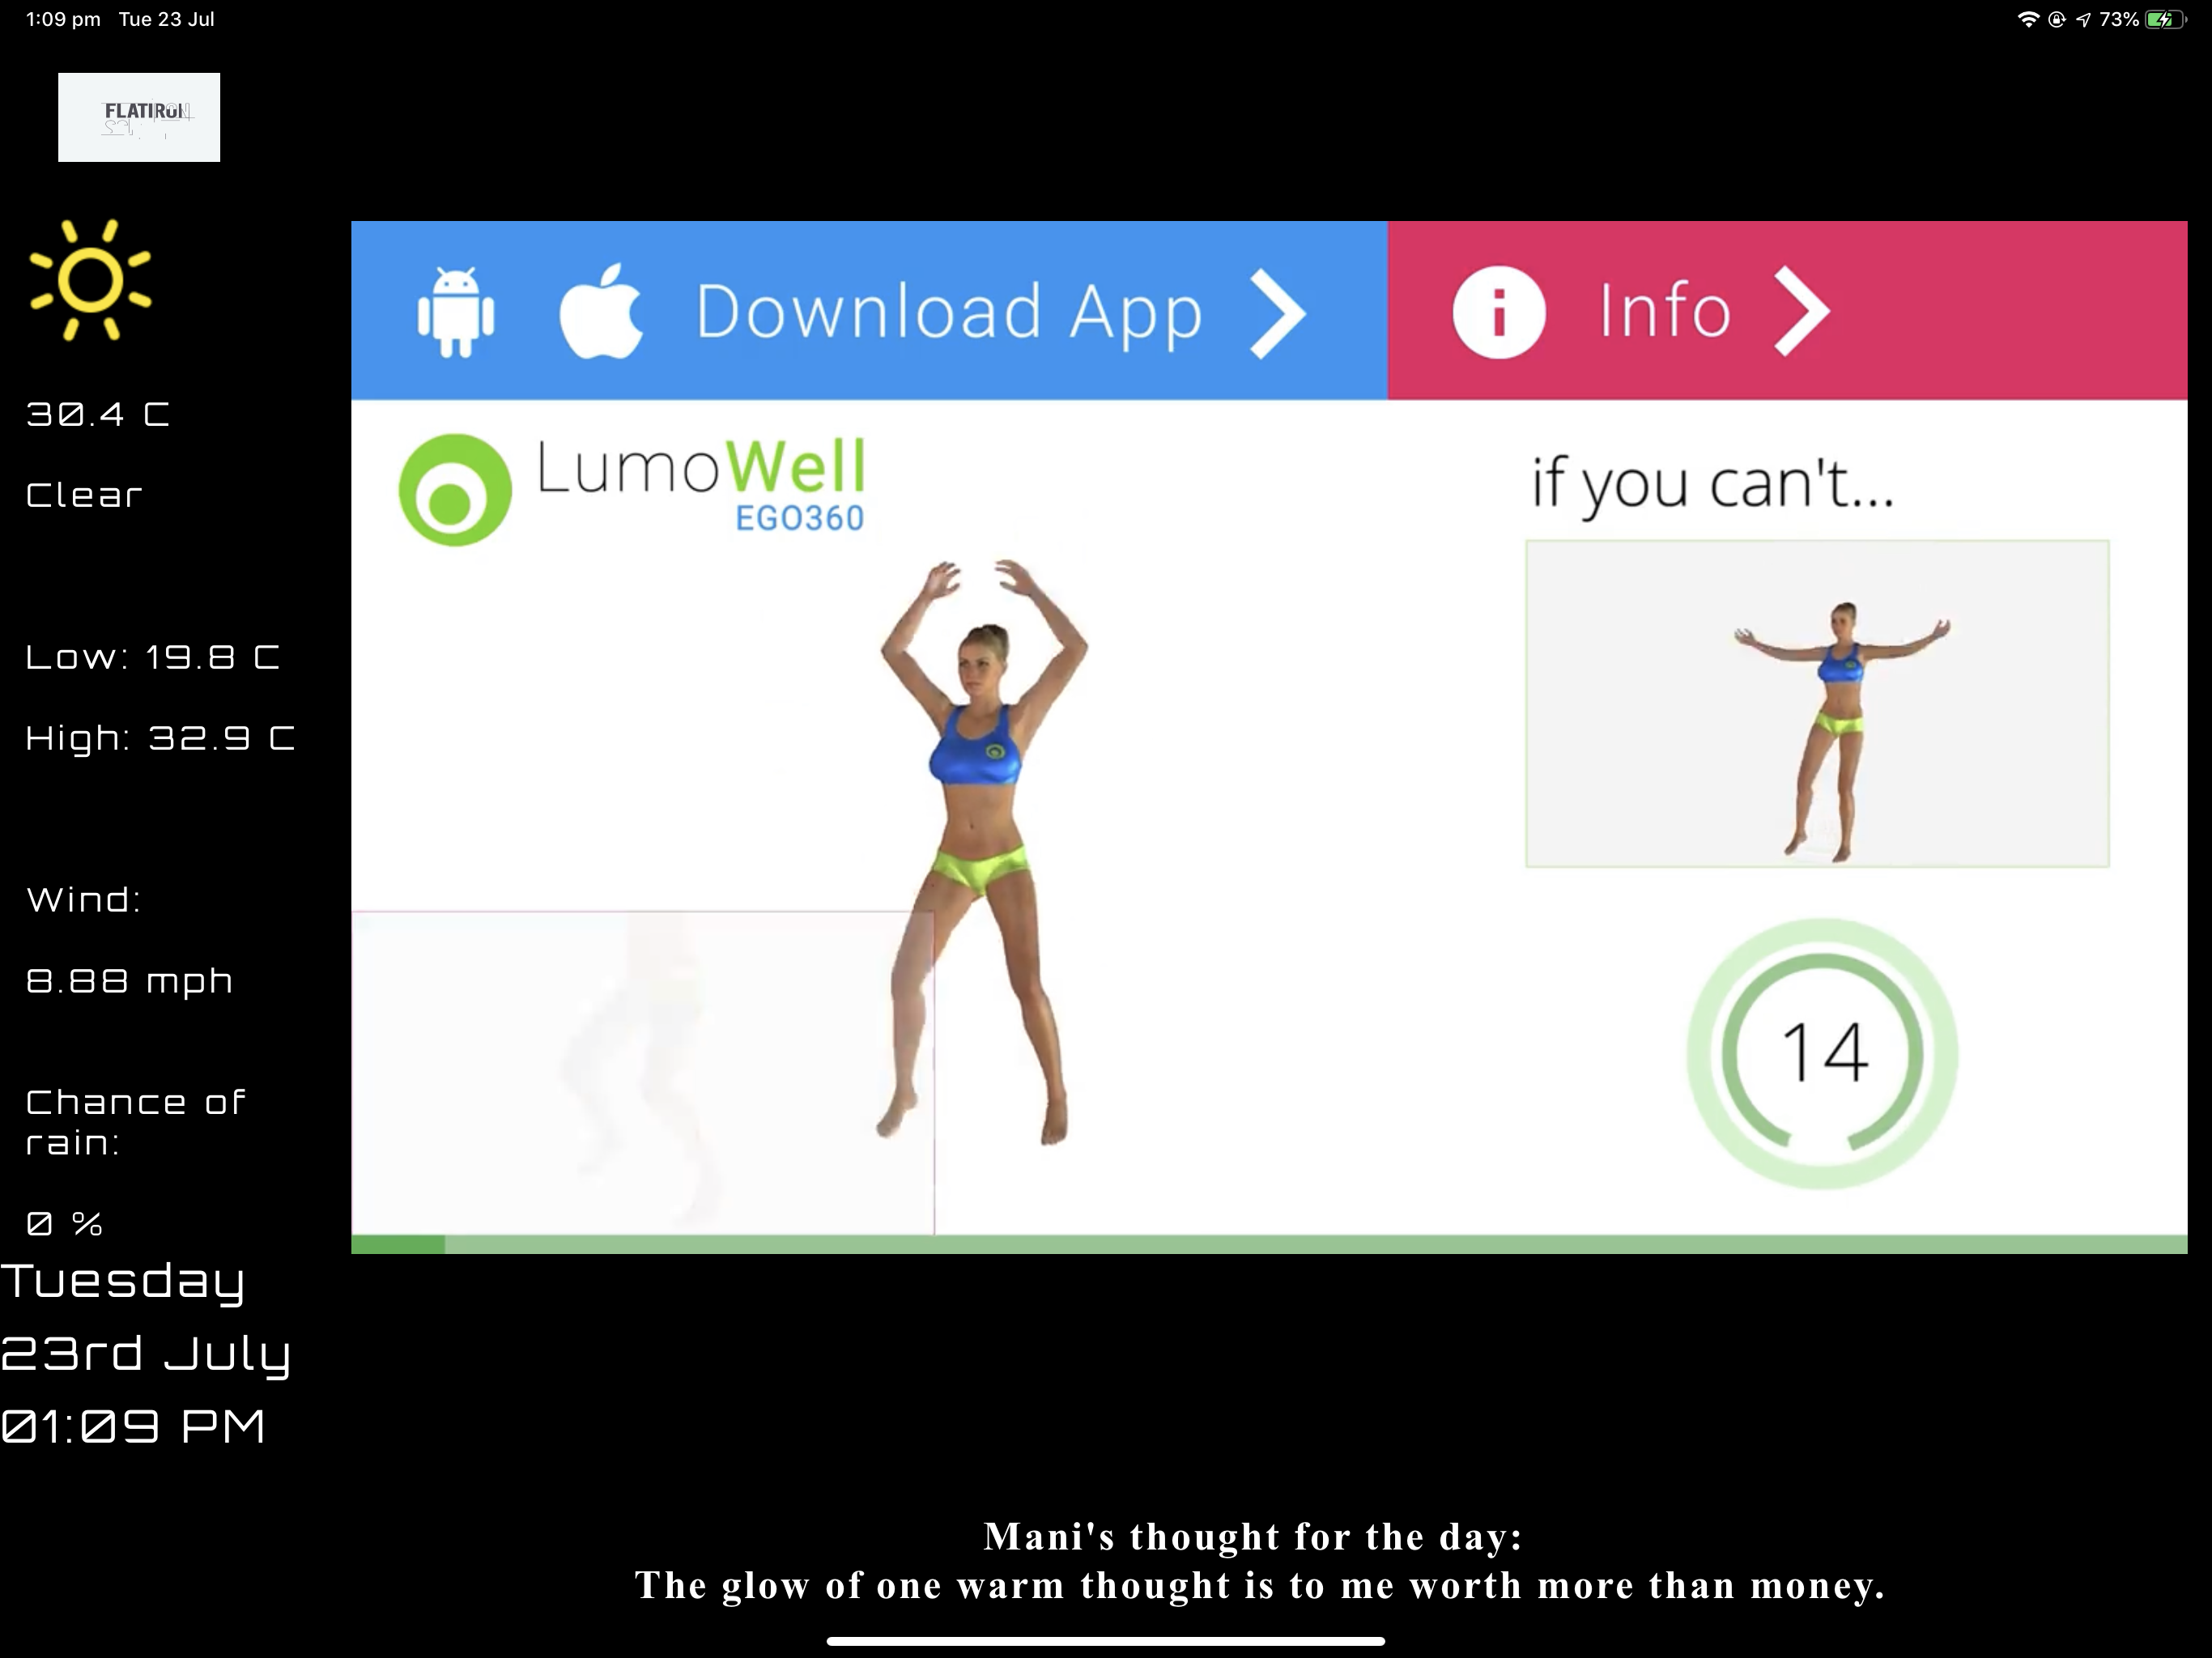 1:09 pm Tue 23 Jul
73%
FLATIRON
30.4 C
Clear
Low: 19.8 C
High: 32.9 C
Wind:
8.88 mph
Chance of
rain:
0 %
Tuesday
23rd July
01:09 PM
Download App
Info
LumoWell
EGO360
if you can't...
14
Mani's thought for the day:
The glow of one warm thought is to me worth more than money.